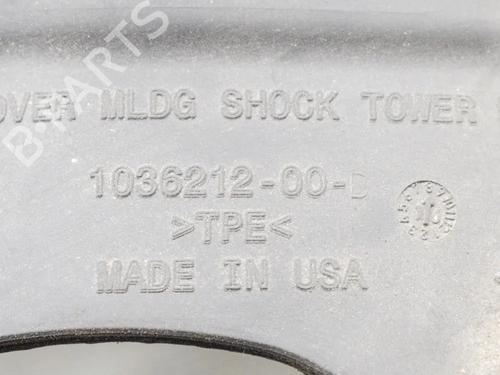 B-PARTS
OVER MLDG SHOCK TOWER
1036212-00-D
>TPE<
MADE IN USA